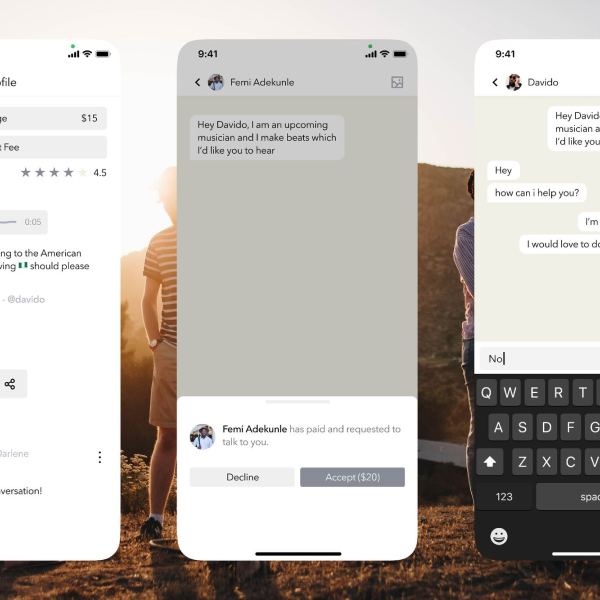 ofile
ge $15
t Fee
4.5
0:05
ng to the American
ving 🇳🇬 should please
- @davido
Darlene
versation!
9:41
Femi Adekunle
Hey Davido, I am an upcoming
musician and I make beats which
I'd like you to hear
Femi Adekunle has paid and requested to
talk to you.
Decline
Accept ($20)
9:41
Davido
Hey Davido
musician a
I'd like you
Hey
how can i help you?
I'm
I would love to do
No
Q W E R T
A S D F G
Z X C V
123
spac